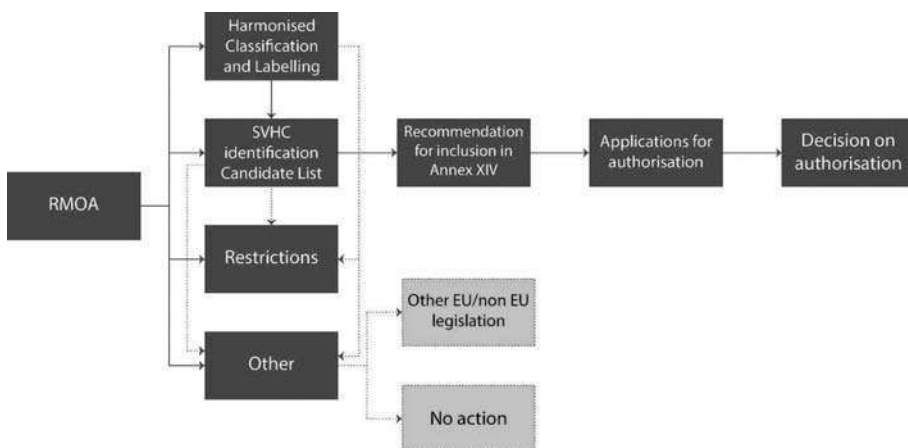 Harmonised
Classification
and Labelling
SVHC
identification
Candidate List
Recommendation
for inclusion in
Annex XIV
Applications for
authorisation
Decision on
authorisation
RMOA
Restrictions
Other EU/non EU
legislation
Other
No action